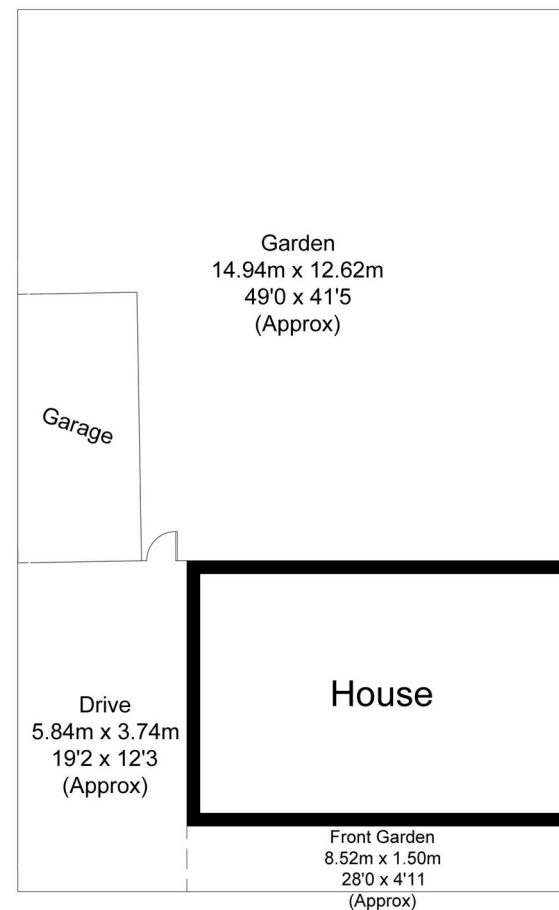 Garden
14.94m x 12.62m
49'0 x 41'5
(Approx)
Garage
Drive
5.84m x 3.74m
19'2 x 12'3
(Approx)
House
Front Garden
8.52m x 1.50m
28'0 x 4'11
(Approx)